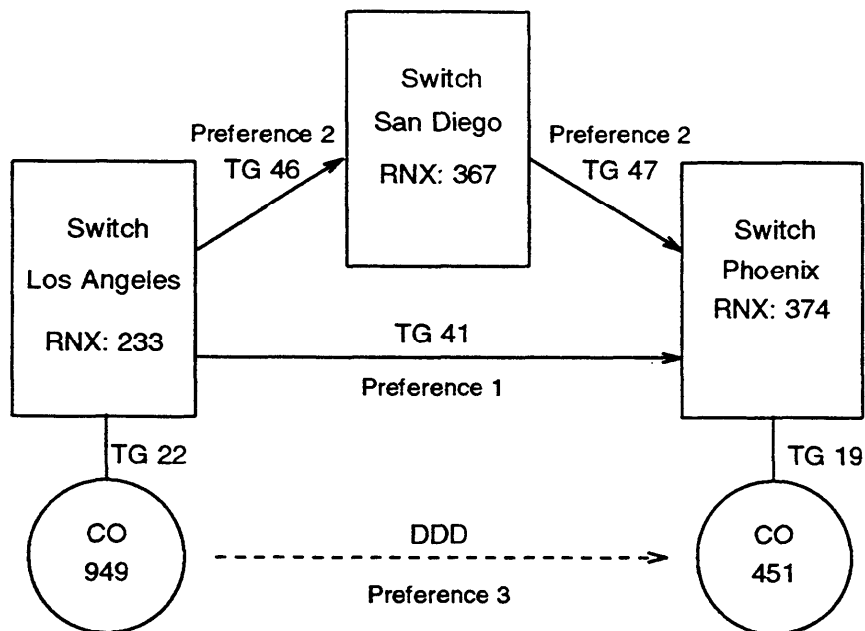 Switch
San Diego
RNX: 367
Preference 2
TG 46
Preference 2
TG 47
Switch
Los Angeles
RNX: 233
Switch
Phoenix
RNX: 374
TG 41
Preference 1
TG 22
TG 19
CO
949
DDD
Preference 3
CO
451